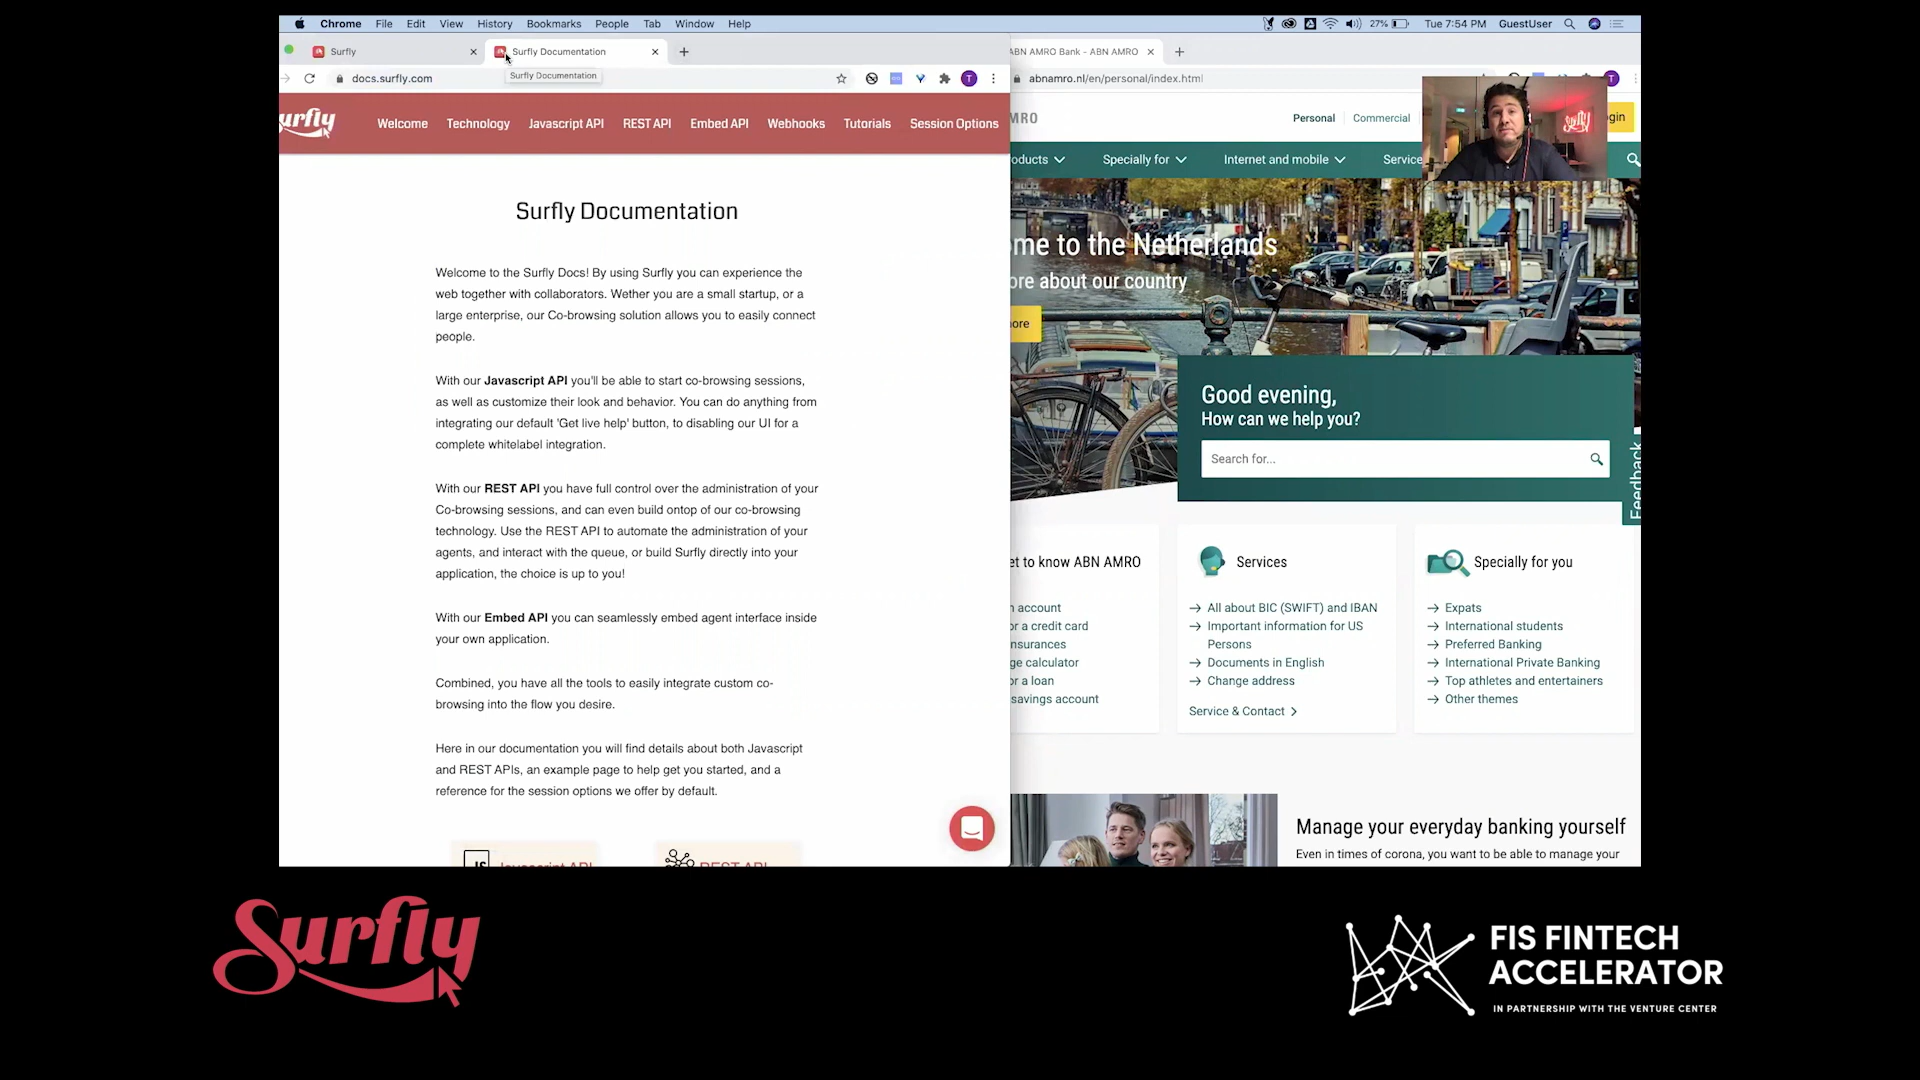 Chrome File Edit View History Bookmarks People Tab Window Help
27% Tue 7:54 PM GuestUser
Surfly
Surfly Documentation
ABN AMRO Bank - ABN AMRO
docs.surfly.com
Surfly Documentation
T
abnamro.nl/en/personal/index.html
T
urfly
Welcome Technology Javascript API REST API Embed API Webhooks Tutorials Session Options
Surfly Documentation
Welcome to the Surfly Docs! By using Surfly you can experience the
web together with collaborators. Wether you are a small startup, or a
large enterprise, our Co-browsing solution allows you to easily connect
people.
With our Javascript API you'll be able to start co-browsing sessions,
as well as customize their look and behavior. You can do anything from
integrating our default 'Get live help' button, to disabling our UI for a
complete whitelabel integration.
With our REST API you have full control over the administration of your
Co-browsing sessions, and can even build ontop of our co-browsing
technology. Use the REST API to automate the administration of your
agents, and interact with the queue, or build Surfly directly into your
application, the choice is up to you!
With our Embed API you can seamlessly embed agent interface inside
your own application.
Combined, you have all the tools to easily integrate custom co-
browsing into the flow you desire.
Here in our documentation you will find details about both Javascript
and REST APIs, an example page to help get you started, and a
reference for the session options we offer by default.
JS Javascript API
REST API
MRO
Personal Commercial
gin
oducts Specially for Internet and mobile Service
Surfly
ome to the Netherlands
ore about our country
nore
Good evening,
How can we help you?
Search for...
Feedback
et to know ABN AMRO
n account
or a credit card
nsurances
ge calculator
or a loan
savings account
Services
All about BIC (SWIFT) and IBAN
Important information for US
Persons
Documents in English
Change address
Service & Contact
Specially for you
Expats
International students
Preferred Banking
International Private Banking
Top athletes and entertainers
Other themes
Manage your everyday banking yourself
Even in times of corona, you want to be able to manage your
Surfly
FIS FINTECH
ACCELERATOR
IN PARTNERSHIP WITH THE VENTURE CENTER